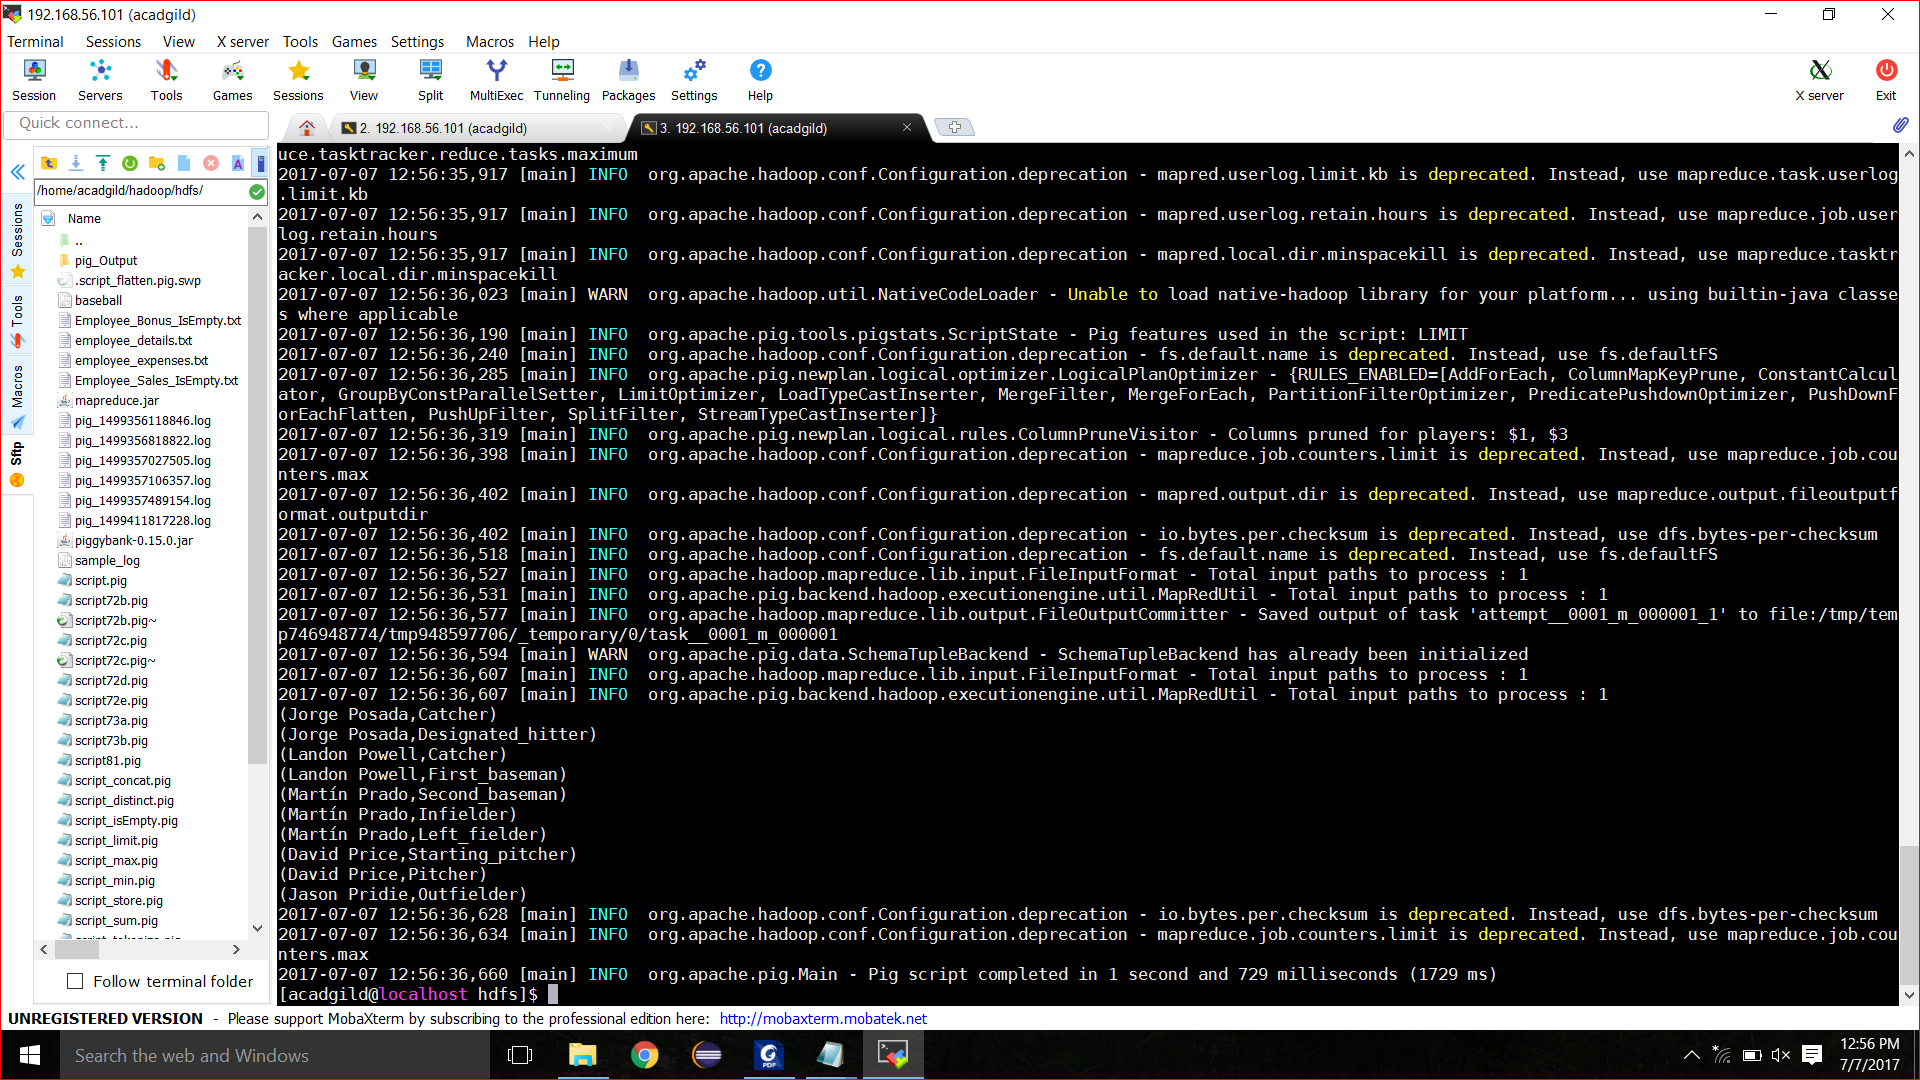 192.168.56.101 (acadgild)
Terminal Sessions View X server Tools Games Settings Macros Help
Session Servers Tools Games Sessions View Split MultiExec Tunneling Packages Settings Help X server Exit
Quick connect...
2. 192.168.56.101 (acadgild)
3. 192.168.56.101 (acadgild)
Sessions
Tools
Macros
Sftp
/home/acadgild/hadoop/hdfs/
Name
..
pig_Output
.script_flatten.pig.swp
baseball
Employee_Bonus_IsEmpty.txt
employee_details.txt
employee_expenses.txt
Employee_Sales_IsEmpty.txt
mapreduce.jar
pig_1499356118846.log
pig_1499356818822.log
pig_1499357027505.log
pig_1499357106357.log
pig_1499357489154.log
pig_1499411817228.log
piggybank-0.15.0.jar
sample_log
script.pig
script72b.pig
script72b.pig~
script72c.pig
script72c.pig~
script72d.pig
script72e.pig
script73a.pig
script73b.pig
script81.pig
script_concat.pig
script_distinct.pig
script_isEmpty.pig
script_limit.pig
script_max.pig
script_min.pig
script_store.pig
script_sum.pig
Follow terminal folder
uce.tasktracker.reduce.tasks.maximum
2017-07-07 12:56:35,917 [main] INFO  org.apache.hadoop.conf.Configuration.deprecation - mapred.userlog.limit.kb is deprecated. Instead, use mapreduce.task.userlog
.limit.kb
2017-07-07 12:56:35,917 [main] INFO  org.apache.hadoop.conf.Configuration.deprecation - mapred.userlog.retain.hours is deprecated. Instead, use mapreduce.job.user
log.retain.hours
2017-07-07 12:56:35,917 [main] INFO  org.apache.hadoop.conf.Configuration.deprecation - mapred.local.dir.minspacekill is deprecated. Instead, use mapreduce.tasktr
acker.local.dir.minspacekill
2017-07-07 12:56:36,023 [main] WARN  org.apache.hadoop.util.NativeCodeLoader - Unable to load native-hadoop library for your platform... using builtin-java classe
s where applicable
2017-07-07 12:56:36,190 [main] INFO  org.apache.pig.tools.pigstats.ScriptState - Pig features used in the script: LIMIT
2017-07-07 12:56:36,240 [main] INFO  org.apache.hadoop.conf.Configuration.deprecation - fs.default.name is deprecated. Instead, use fs.defaultFS
2017-07-07 12:56:36,285 [main] INFO  org.apache.pig.newplan.logical.optimizer.LogicalPlanOptimizer - {RULES_ENABLED=[AddForEach, ColumnMapKeyPrune, ConstantCalcul
ator, GroupByConstParallelSetter, LimitOptimizer, LoadTypeCastInserter, MergeFilter, MergeForEach, PartitionFilterOptimizer, PredicatePushdownOptimizer, PushDownF
orEachFlatten, PushUpFilter, SplitFilter, StreamTypeCastInserter]}
2017-07-07 12:56:36,319 [main] INFO  org.apache.pig.newplan.logical.rules.ColumnPruneVisitor - Columns pruned for players: $1, $3
2017-07-07 12:56:36,398 [main] INFO  org.apache.hadoop.conf.Configuration.deprecation - mapreduce.job.counters.limit is deprecated. Instead, use mapreduce.job.cou
nters.max
2017-07-07 12:56:36,402 [main] INFO  org.apache.hadoop.conf.Configuration.deprecation - mapred.output.dir is deprecated. Instead, use mapreduce.output.fileoutputf
ormat.outputdir
2017-07-07 12:56:36,402 [main] INFO  org.apache.hadoop.conf.Configuration.deprecation - io.bytes.per.checksum is deprecated. Instead, use dfs.bytes-per-checksum
2017-07-07 12:56:36,518 [main] INFO  org.apache.hadoop.conf.Configuration.deprecation - fs.default.name is deprecated. Instead, use fs.defaultFS
2017-07-07 12:56:36,527 [main] INFO  org.apache.hadoop.mapreduce.lib.input.FileInputFormat - Total input paths to process : 1
2017-07-07 12:56:36,531 [main] INFO  org.apache.pig.backend.hadoop.executionengine.util.MapRedUtil - Total input paths to process : 1
2017-07-07 12:56:36,577 [main] INFO  org.apache.hadoop.mapreduce.lib.output.FileOutputCommitter - Saved output of task 'attempt__0001_m_000001_1' to file:/tmp/tem
p746948774/tmp948597706/_temporary/0/task__0001_m_000001
2017-07-07 12:56:36,594 [main] WARN  org.apache.pig.data.SchemaTupleBackend - SchemaTupleBackend has already been initialized
2017-07-07 12:56:36,607 [main] INFO  org.apache.hadoop.mapreduce.lib.input.FileInputFormat - Total input paths to process : 1
2017-07-07 12:56:36,607 [main] INFO  org.apache.pig.backend.hadoop.executionengine.util.MapRedUtil - Total input paths to process : 1
(Jorge Posada,Catcher)
(Jorge Posada,Designated_hitter)
(Landon Powell,Catcher)
(Landon Powell,First_baseman)
(Martín Prado,Second_baseman)
(Martín Prado,Infielder)
(Martín Prado,Left_fielder)
(David Price,Starting_pitcher)
(David Price,Pitcher)
(Jason Pridie,Outfielder)
2017-07-07 12:56:36,628 [main] INFO  org.apache.hadoop.conf.Configuration.deprecation - io.bytes.per.checksum is deprecated. Instead, use dfs.bytes-per-checksum
2017-07-07 12:56:36,634 [main] INFO  org.apache.hadoop.conf.Configuration.deprecation - mapreduce.job.counters.limit is deprecated. Instead, use mapreduce.job.cou
nters.max
2017-07-07 12:56:36,660 [main] INFO  org.apache.pig.Main - Pig script completed in 1 second and 729 milliseconds (1729 ms)
[acadgild@localhost hdfs]$
UNREGISTERED VERSION - Please support MobaXterm by subscribing to the professional edition here: http://mobaxterm.mobatek.net
Search the web and Windows
PDF
12:56 PM
7/7/2017